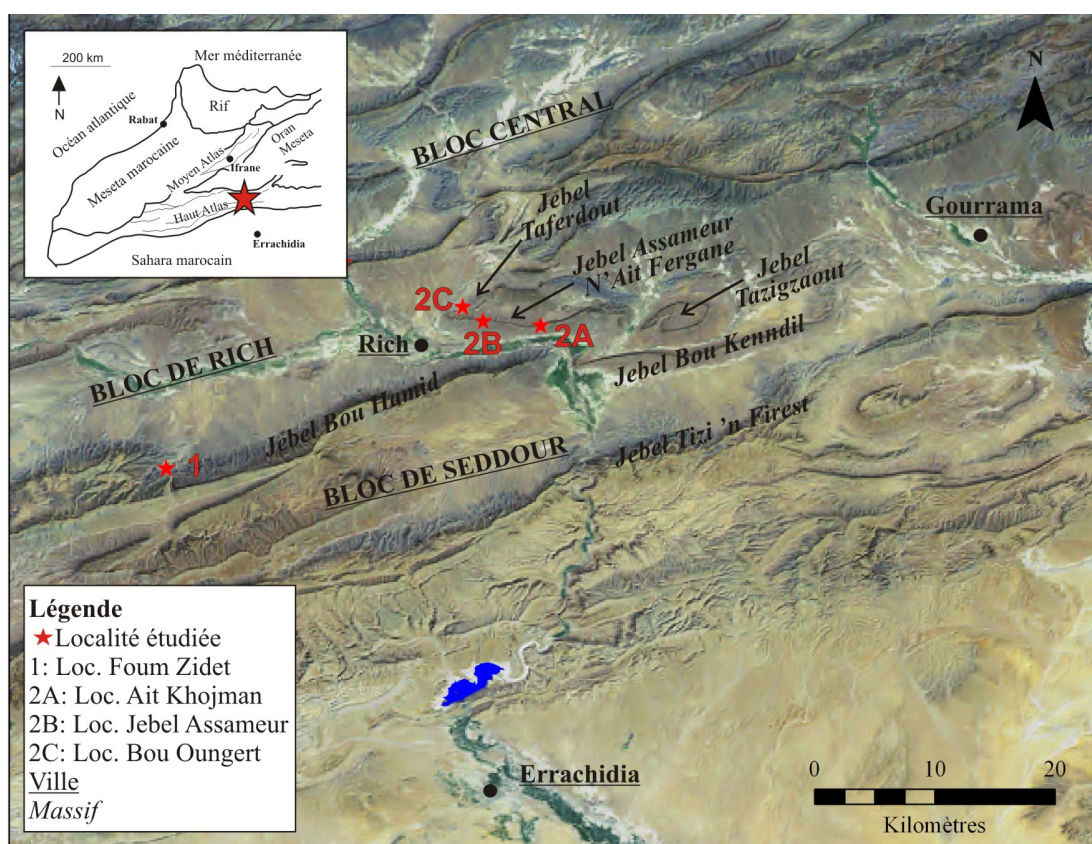 200 km
Mer méditerranée
N
Rif
Océan atlantique
Rabat
Meseta marocaine
Moyen Atlas
Oran
Meseta
Ifrane
Haut Atlas
Errachidia
Sahara marocain
N
BLOC CENTRAL
Jebel
Taferdout
Jebel Assameur
N'Ait Fergane
Jebel
Tazigzaout
Gourrama
2C
2B
2A
Rich
BLOC DE RICH
Jebel Bou Kenndil
Jebel Bou Hamid
Jebel Tizi 'n Firest
BLOC DE SEDDOUR
1
Légende
Localité étudiée
1: Loc. Foum Zidet
2A: Loc. Ait Khojman
2B: Loc. Jebel Assameur
2C: Loc. Bou Oungert
Ville
Massif
Errachidia
0 10 20
Kilomètres